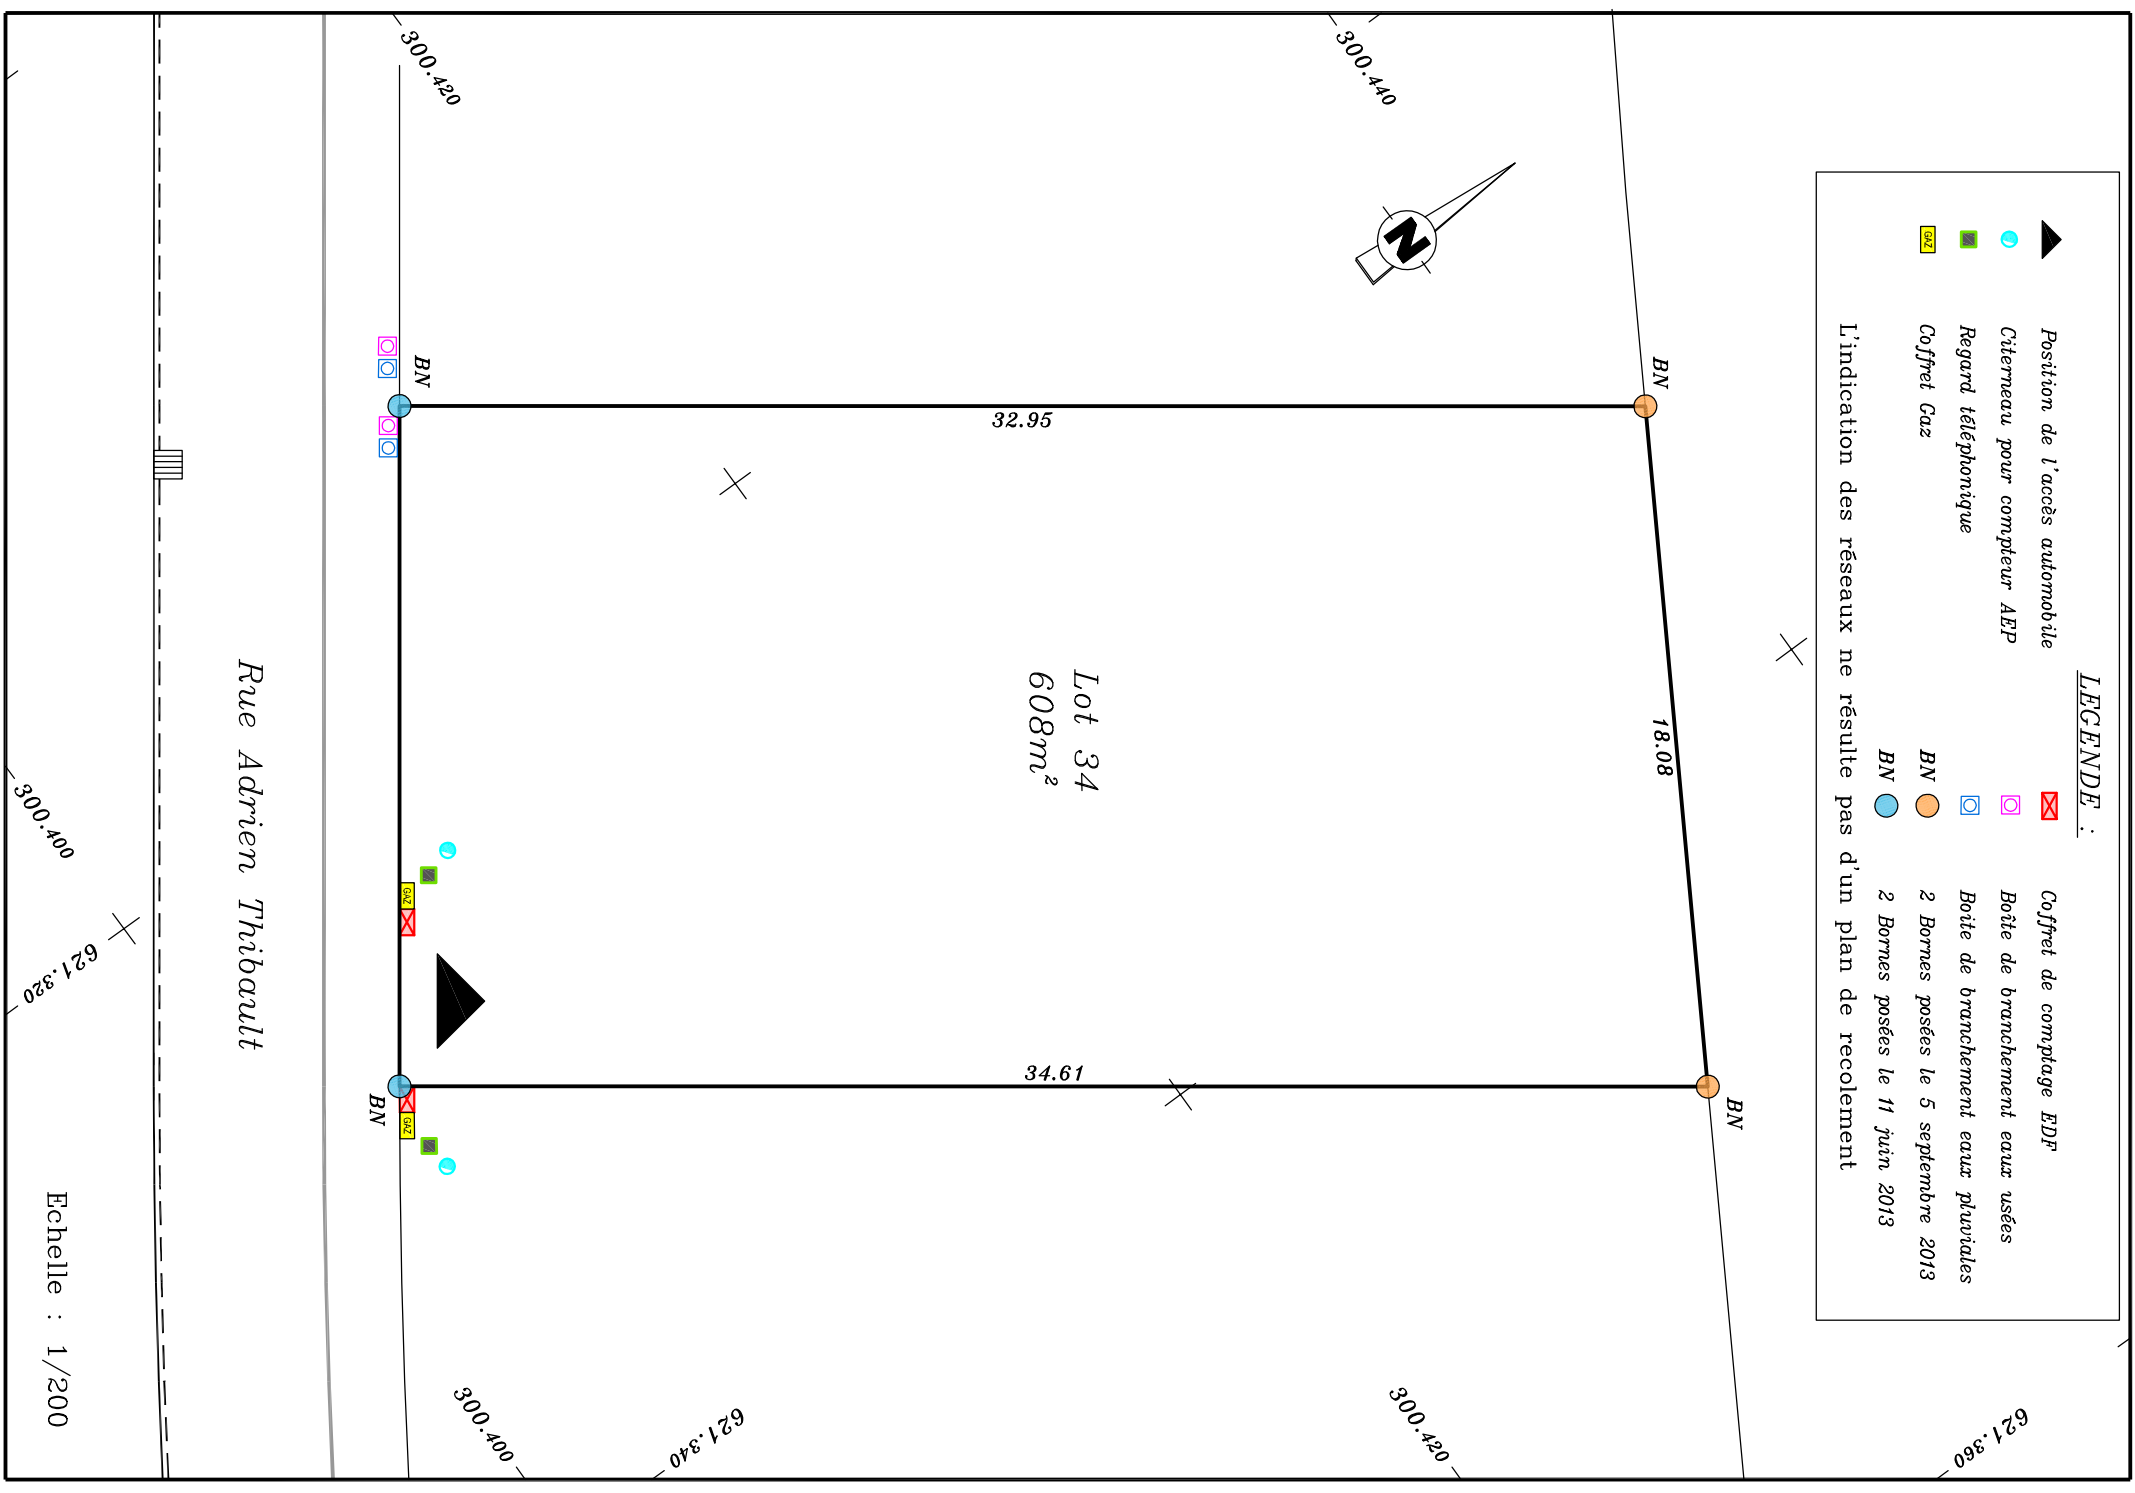 LEGENDE :
Position de l'accès automobile
Citerneau pour compteur AEP
Regard téléphonique
GAZ Coffret Gaz
Coffret de comptage EDF
Boîte de branchement eaux usées
Boite de branchement eaux pluviales
BN 2 Bornes posées le 5 septembre 2013
BN 2 Bornes posées le 11 juin 2013
L'indication des réseaux ne résulte pas d'un plan de recolement
300.440
300.420
N
BN
BN
18.08
BN
BN
32.95
34.61
Lot 34
608m²
GAZ
GAZ
Rue Adrien Thibault
300.400
621.320
300.400
621.340
300.420
621.360
Echelle : 1/200